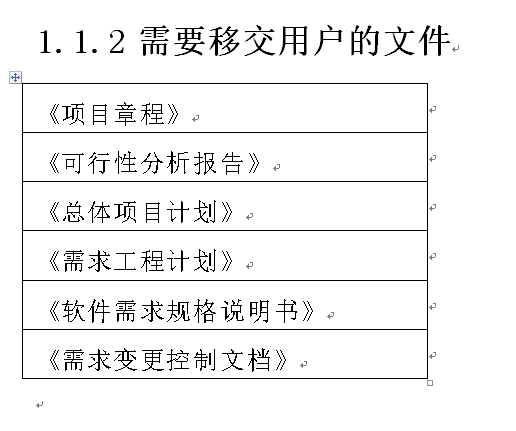 1.1.2 需要移交用户的文件
《项目章程》
《可行性分析报告》
《总体项目计划》
《需求工程计划》
《软件需求规格说明书》
《需求变更控制文档》